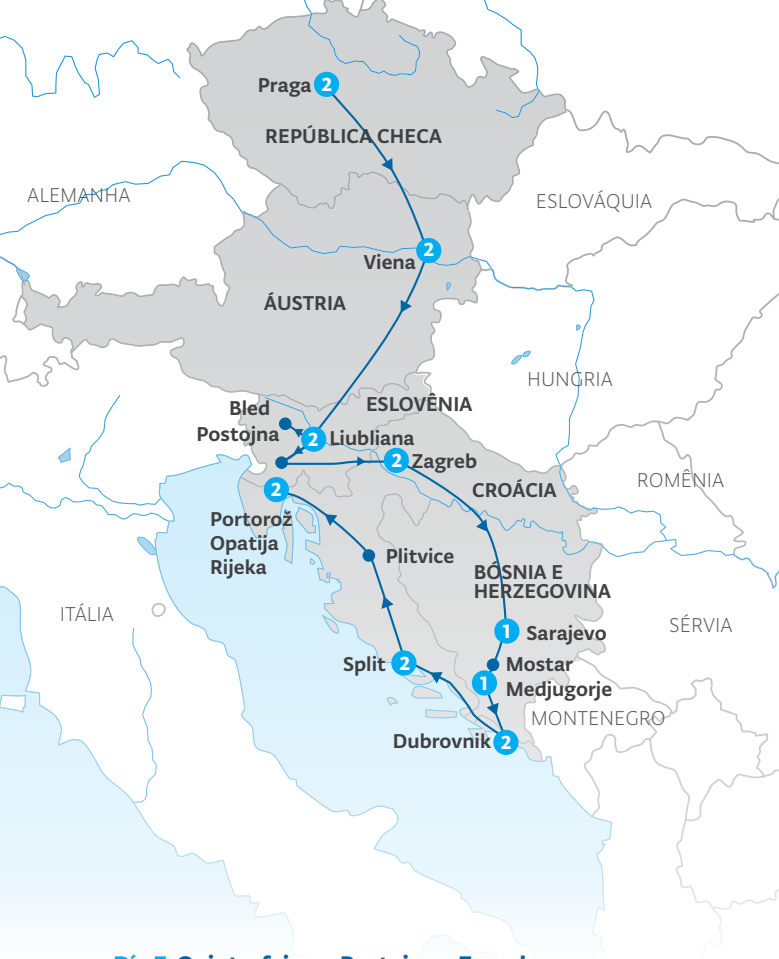 Praga 2
REPÚBLICA CHECA
ALEMANHA
ESLOVÁQUIA
2
Viena
ÁUSTRIA
HUNGRIA
Bled
ESLOVÊNIA
Postojna
2 Liubliana
2 Zagreb
ROMÊNIA
CROÁCIA
2
Portorož
Opatija
Rijeka
Plitvice
BÓSNIA E
HERZEGOVINA
ITÁLIA
SÉRVIA
1 Sarajevo
Split 2
Mostar
1
Medjugorje
MONTENEGRO
Dubrovnik 2